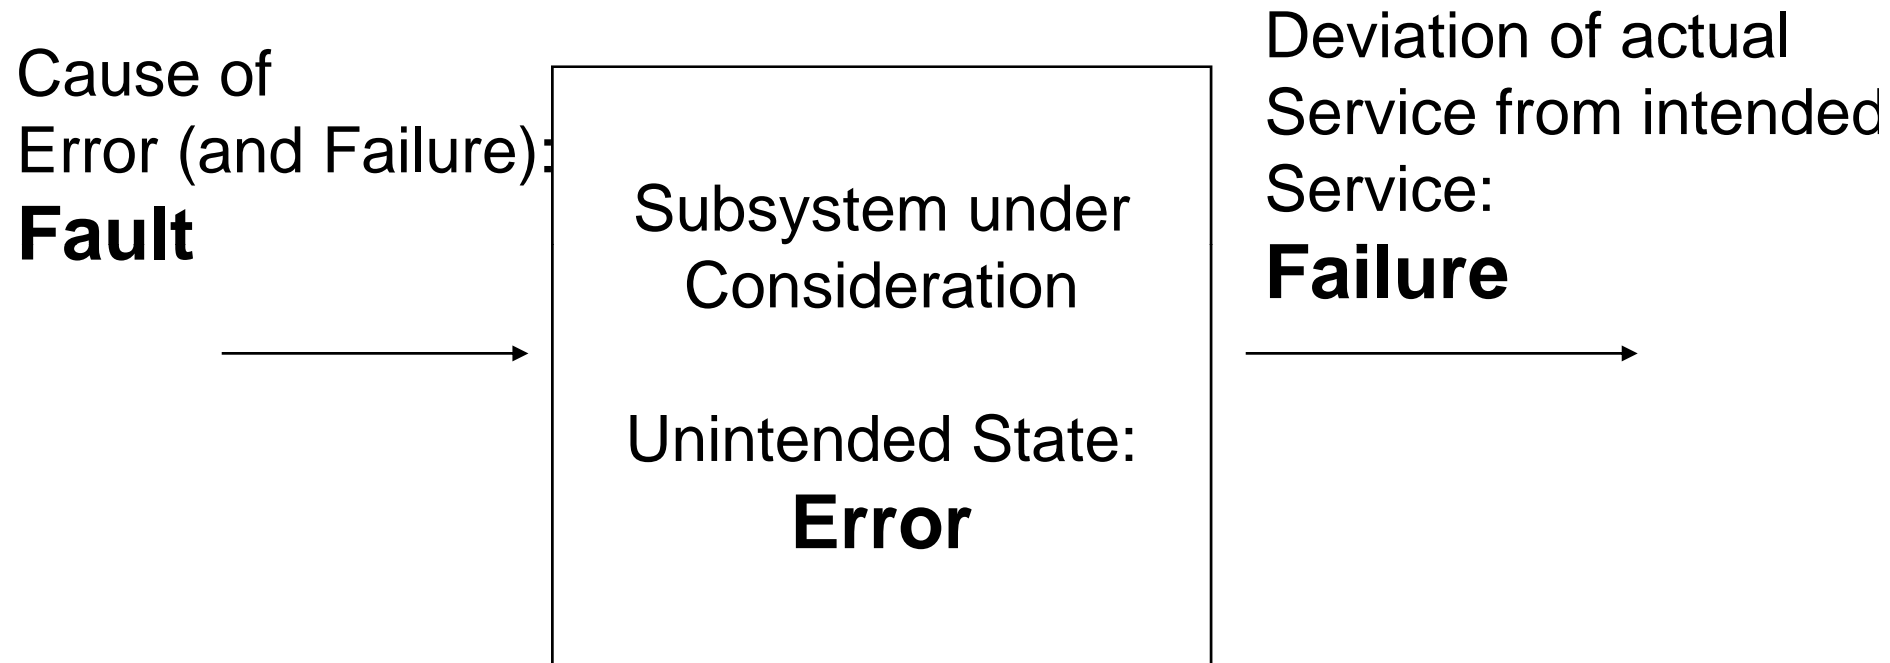 Cause of
Error (and Failure):
Fault
Subsystem under
Consideration
Unintended State:
Error
Deviation of actual
Service from intended
Service:
Failure